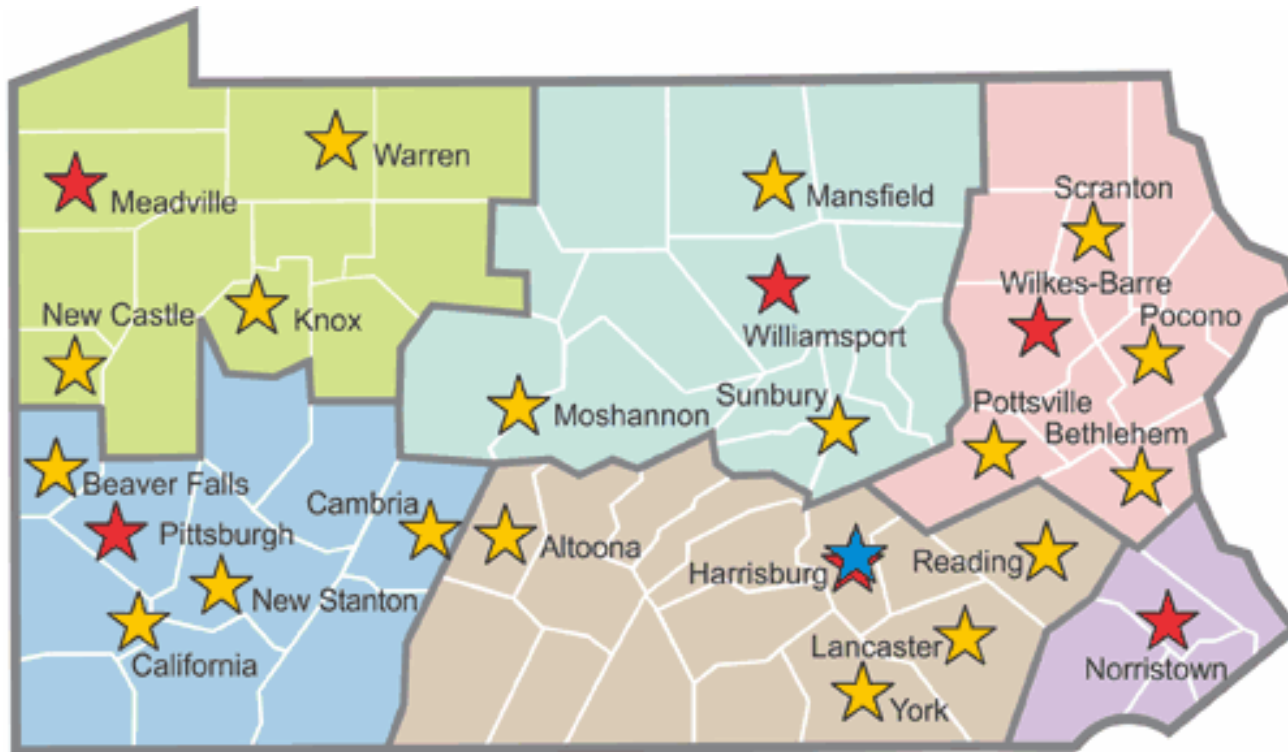 Warren
Meadville
Mansfield
Scranton
Wilkes-Barre
New Castle
Knox
Pocono
Williamsport
Moshannon
Sunbury
Pottsville
Bethlehem
Beaver Falls
Cambria
Pittsburgh
Altoona
Harrisburg
Reading
New Stanton
California
Lancaster
Norristown
York